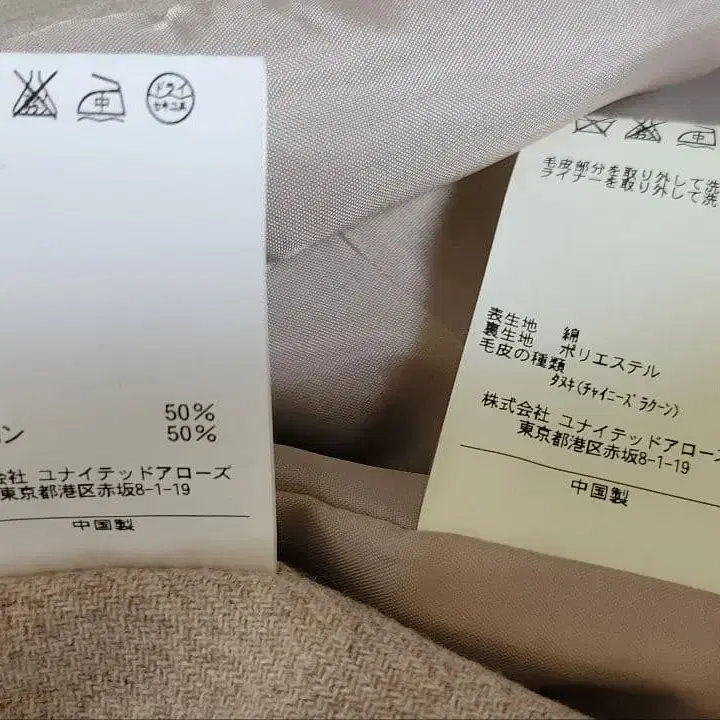 中
ドライ
セキユ系
50%
ン 50%
会社 ユナイテッドアローズ
東京都港区赤坂8-1-19
中国製
中
毛皮部分を取り外して洗
ライナーを取り外して洗
表生地 綿
裏生地 ポリエステル
毛皮の種類
タヌキ(チャイニーズ ラクーン)
株式会社 ユナイテッドアローズ
東京都港区赤坂8-1-19
中国製